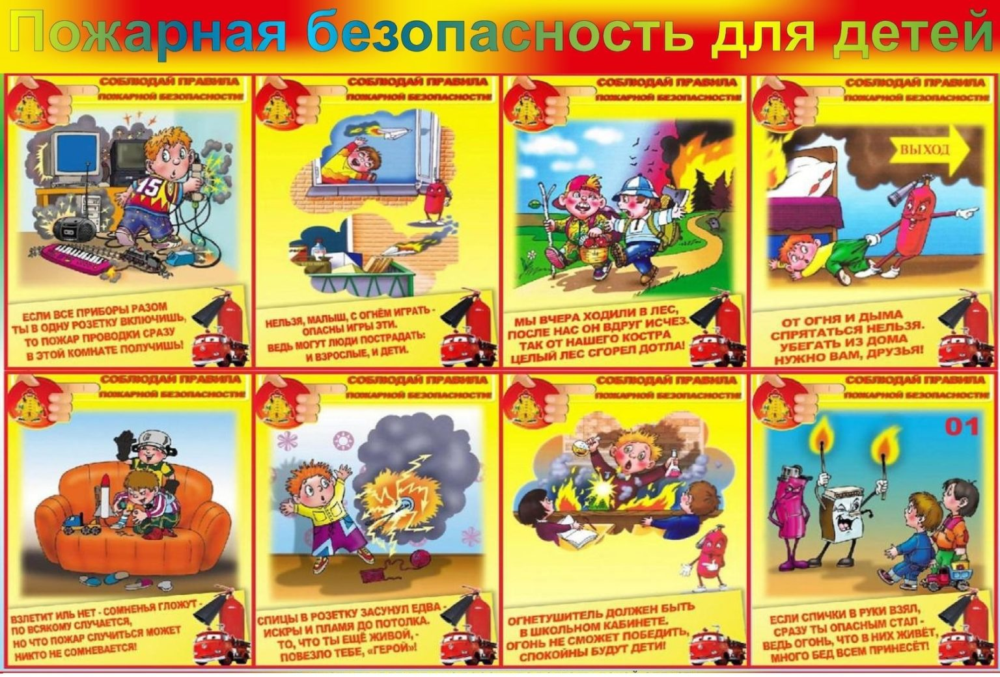 Пожарная безопасность для детей
СОБЛЮДАЙ ПРАВИЛА
ПОЖАРНОЙ БЕЗОПАСНОСТИ!
15
ЕСЛИ ВСЕ ПРИБОРЫ РАЗОМ
ТЫ В ОДНУ РОЗЕТКУ ВКЛЮЧИШЬ,
ТО ПОЖАР ПРОВОДКИ СРАЗУ
В ЭТОЙ КОМНАТЕ ПОЛУЧИШЬ!
СОБЛЮДАЙ ПРАВИЛА
ПОЖАРНОЙ БЕЗОПАСНОСТИ!
НЕЛЬЗЯ, МАЛЫШ, С ОГНЁМ ИГРАТЬ -
ОПАСНЫ ИГРЫ ЭТИ.
ВЕДЬ МОГУТ ЛЮДИ ПОСТРАДАТЬ:
И ВЗРОСЛЫЕ, И ДЕТИ.
СОБЛЮДАЙ ПРАВИЛА
ПОЖАРНОЙ БЕЗОПАСНОСТИ!
МЫ ВЧЕРА ХОДИЛИ В ЛЕС,
ПОСЛЕ НАС ОН ВДРУГ ИСЧЕЗ.
ТАК ОТ НАШЕГО КОСТРА
ЦЕЛЫЙ ЛЕС СГОРЕЛ ДОТЛА!
СОБЛЮДАЙ ПРАВИЛА
ПОЖАРНОЙ БЕЗОПАСНОСТИ!
ВЫХОД
ОТ ОГНЯ И ДЫМА
СПРЯТАТЬСЯ НЕЛЬЗЯ.
УБЕГАТЬ ИЗ ДОМА
НУЖНО ВАМ, ДРУЗЬЯ!
СОБЛЮДАЙ ПРАВИЛА
ПОЖАРНОЙ БЕЗОПАСНОСТИ!
ВЗЛЕТИТ ИЛЬ НЕТ - СОМНЕНЬЯ ГЛОЖУТ -
ПО ВСЯКОМУ СЛУЧАЕТСЯ,
НО ЧТО ПОЖАР СЛУЧИТЬСЯ МОЖЕТ
НИКТО НЕ СОМНЕВАЕТСЯ!
СОБЛЮДАЙ ПРАВИЛА
ПОЖАРНОЙ БЕЗОПАСНОСТИ!
СПИЦЫ В РОЗЕТКУ ЗАСУНУЛ ЕДВА -
ИСКРЫ И ПЛАМЯ ДО ПОТОЛКА.
ТО, ЧТО ТЫ ЕЩЁ ЖИВОЙ, -
ПОВЕЗЛО ТЕБЕ, «ГЕРОЙ»!
СОБЛЮДАЙ ПРАВИЛА
ПОЖАРНОЙ БЕЗОПАСНОСТИ!
ОГНЕТУШИТЕЛЬ ДОЛЖЕН БЫТЬ
В ШКОЛЬНОМ КАБИНЕТЕ.
ОГОНЬ НЕ СМОЖЕТ ПОБЕДИТЬ,
СПОКОЙНЫ БУДУТ ДЕТИ!
СОБЛЮДАЙ ПРАВИЛА
ПОЖАРНОЙ БЕЗОПАСНОСТИ!
01
ЕСЛИ СПИЧКИ В РУКИ ВЗЯЛ,
СРАЗУ ТЫ ОПАСНЫМ СТАЛ -
ВЕДЬ ОГОНЬ, ЧТО В НИХ ЖИВЁТ,
МНОГО БЕД ВСЕМ ПРИНЕСЁТ!